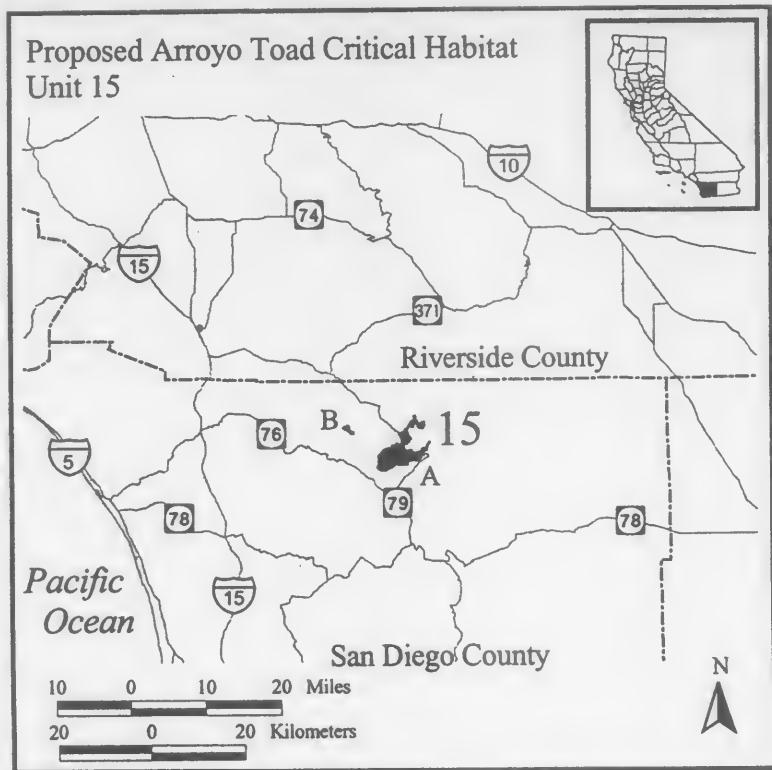 Proposed Arroyo Toad Critical Habitat
Unit 15
10
74
15
371
Riverside County
B
76
15
5
A
79
78
78
Pacific
Ocean
15
San Diego County
N
10 0 10 20 Miles
20 0 20 Kilometers